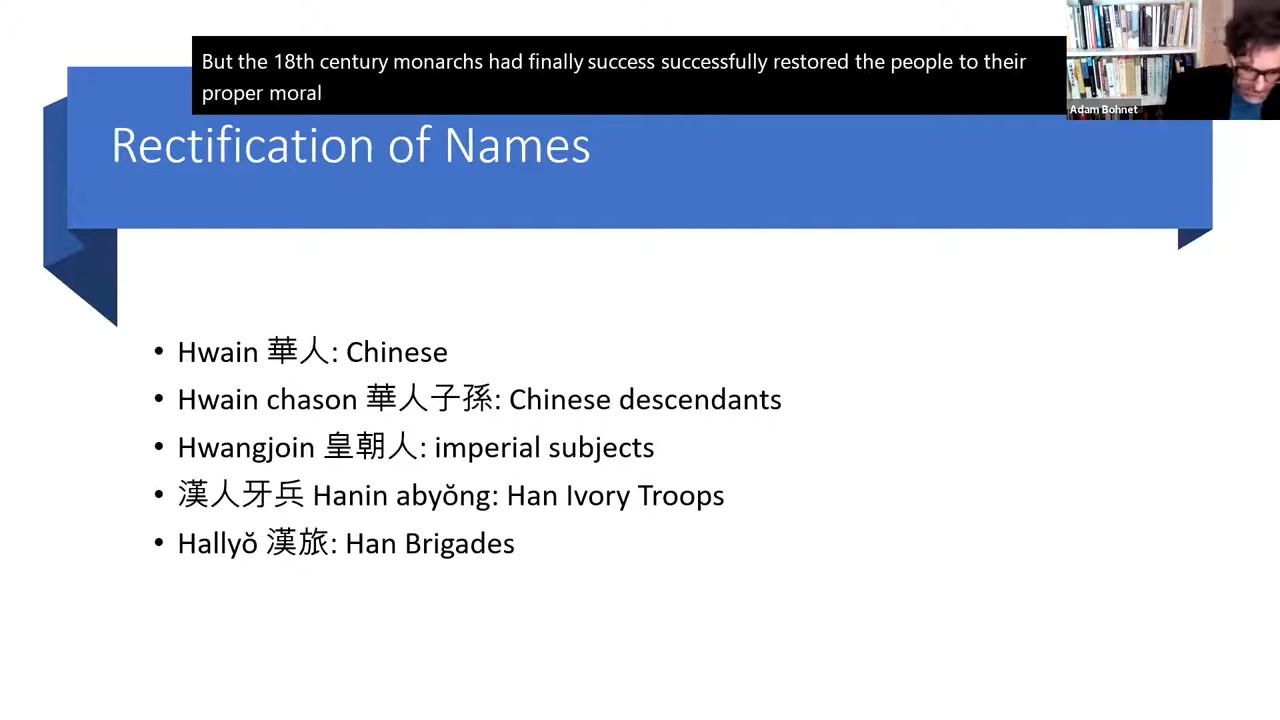 But the 18th century monarchs had finally success successfully restored the people to their
proper moral
Adam Bohnet
Rectification of Names
• Hwain 華人: Chinese
• Hwain chason 華人子孫: Chinese descendants
• Hwangjoin 皇朝人: imperial subjects
• 漢人牙兵 Hanin abyŏng: Han Ivory Troops
• Hallyŏ 漢旅: Han Brigades